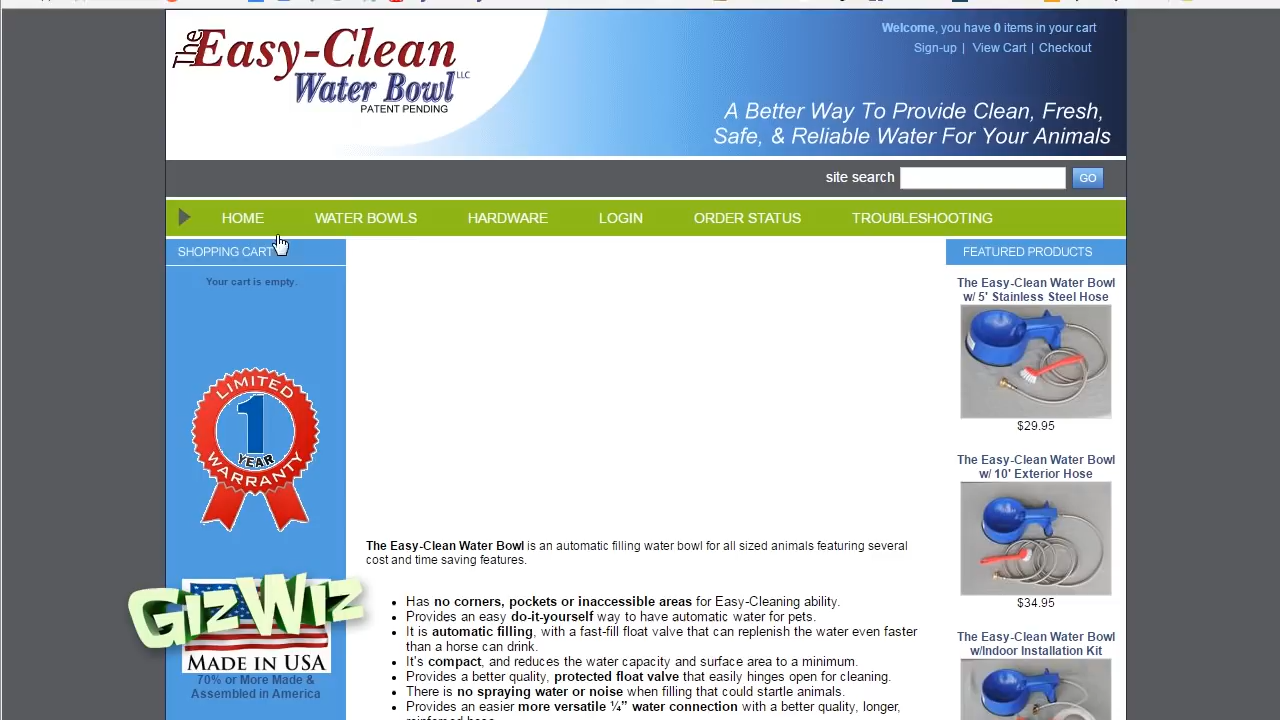 The Easy-Clean
Water Bowl LLC
PATENT PENDING
Welcome, you have 0 items in your cart
Sign-up | View Cart | Checkout
A Better Way To Provide Clean, Fresh,
Safe, & Reliable Water For Your Animals
site search GO
HOME WATER BOWLS HARDWARE LOGIN ORDER STATUS TROUBLESHOOTING
SHOPPING CART
Your cart is empty.
LIMITED
1
YEAR
WARRANTY
GIZWIZ
MADE IN USA
70% or More Made &
Assembled in America
The Easy-Clean Water Bowl is an automatic filling water bowl for all sized animals featuring several
cost and time saving features.
• Has no corners, pockets or inaccessible areas for Easy-Cleaning ability.
• Provides an easy do-it-yourself way to have automatic water for pets.
• It is automatic filling, with a fast-fill float valve that can replenish the water even faster
than a horse can drink.
• It's compact, and reduces the water capacity and surface area to a minimum.
• Provides a better quality, protected float valve that easily hinges open for cleaning.
• There is no spraying water or noise when filling that could startle animals.
• Provides an easier more versatile ¼” water connection with a better quality, longer,
FEATURED PRODUCTS
The Easy-Clean Water Bowl
w/ 5' Stainless Steel Hose
$29.95
The Easy-Clean Water Bowl
w/ 10' Exterior Hose
$34.95
The Easy-Clean Water Bowl
w/Indoor Installation Kit